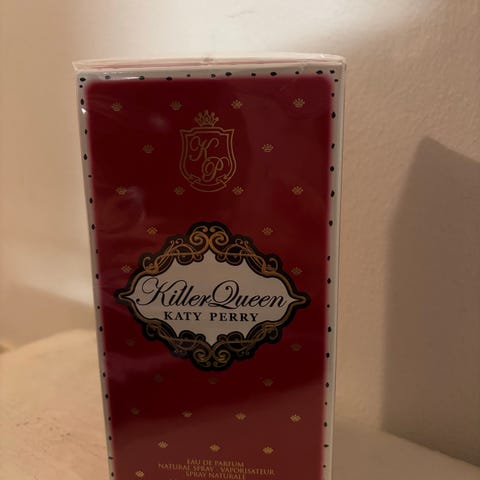 KP
Killer Queen
KATY PERRY
EAU DE PARFUM
NATURAL SPRAY · VAPORISATEUR
SPRAY NATURALE